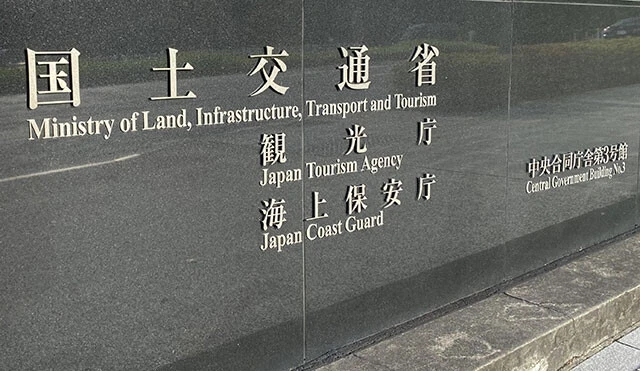 国土交通省
Ministry of Land, Infrastructure, Transport and Tourism
観光庁
Japan Tourism Agency
海上保安庁
Japan Coast Guard
中央合同庁舎第3号館
Central Government Building No.3